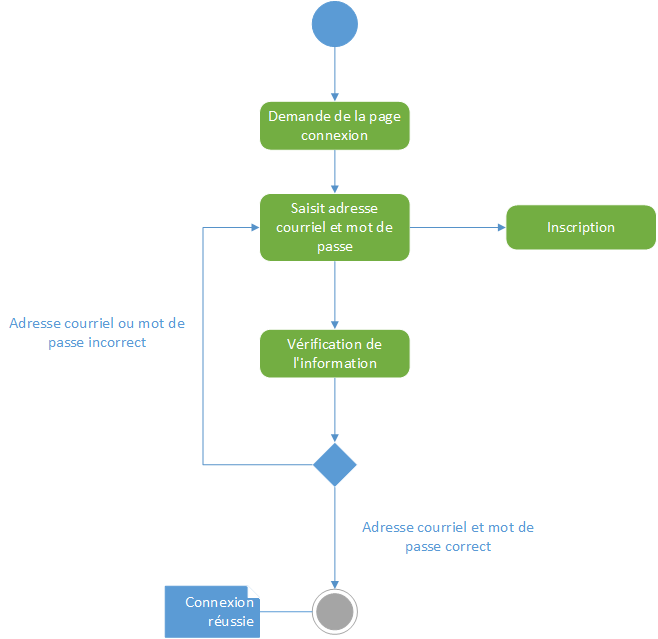 Demande de la page
connexion
Saisit adresse
courriel et mot de
passe
Inscription
Adresse courriel ou mot de
passe incorrect
Vérification de
l'information
Adresse courriel et mot de
passe correct
Connexion
réussie